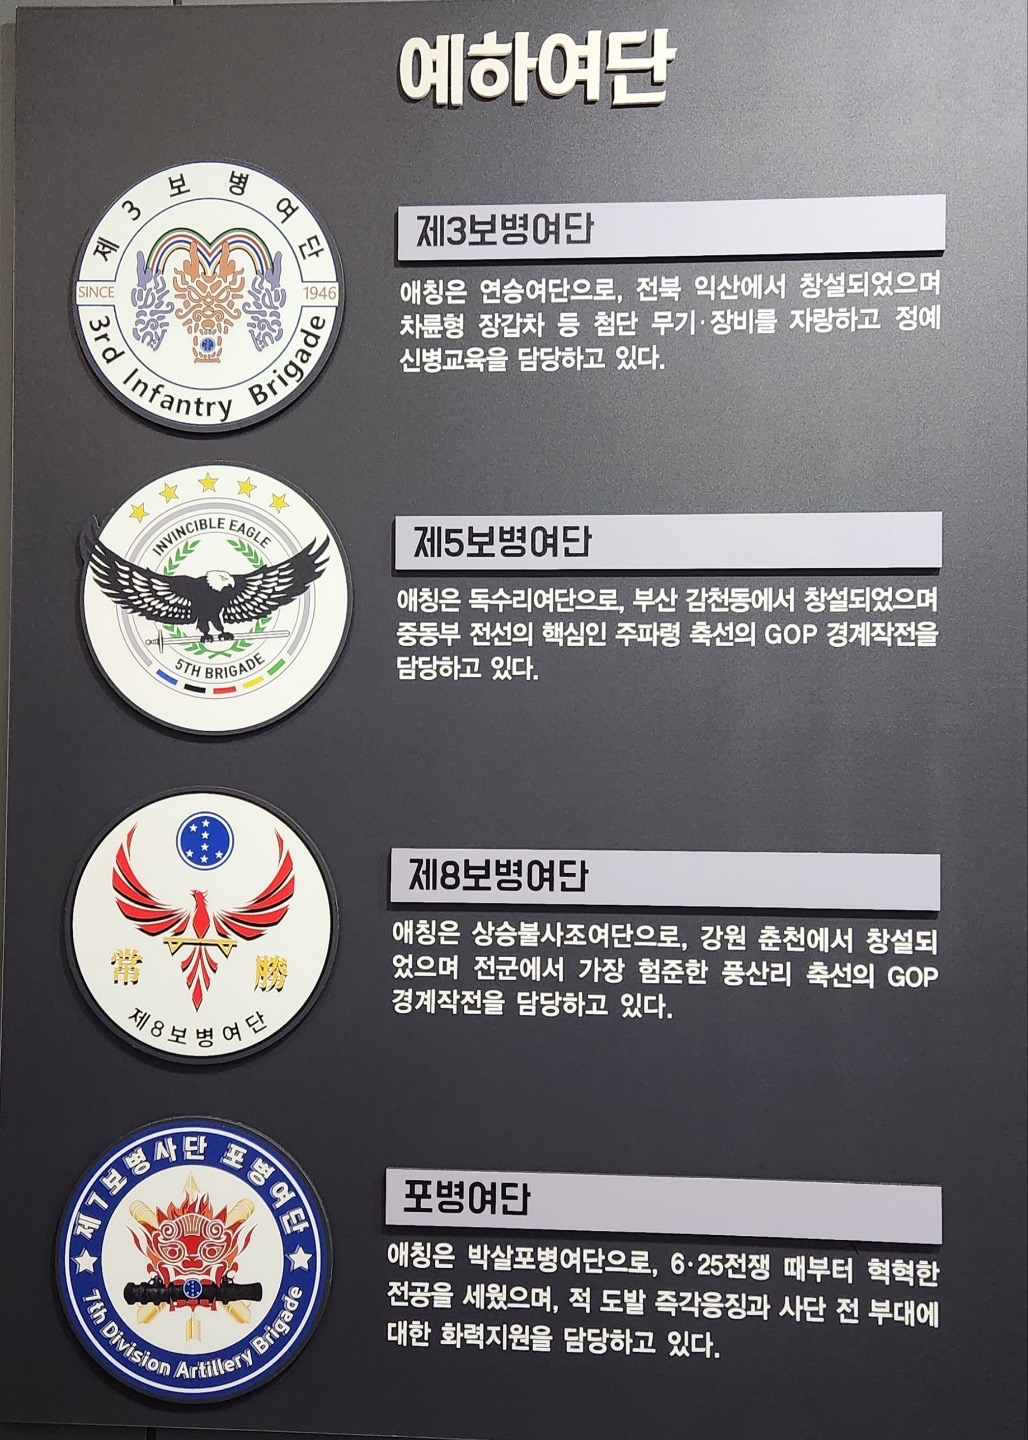 예하여단
제3보병여단
SINCE 1946
3rd Infantry Brigade
제3보병여단
애칭은 연승여단으로, 전북 익산에서 창설되었으며
차륜형 장갑차 등 첨단 무기·장비를 자랑하고 정예
신병교육을 담당하고 있다.
INVINCIBLE EAGLE
5TH BRIGADE
제5보병여단
애칭은 독수리여단으로, 부산 감천동에서 창설되었으며
중동부 전선의 핵심인 주파령 축선의 GOP 경계작전을
담당하고 있다.
常 勝
제8보병여단
제8보병여단
애칭은 상승불사조여단으로, 강원 춘천에서 창설되
었으며 전군에서 가장 험준한 풍산리 축선의 GOP
경계작전을 담당하고 있다.
제7보병사단 포병여단
7th Division Artillery Brigade
포병여단
애칭은 박살포병여단으로, 6·25전쟁 때부터 혁혁한
전공을 세웠으며, 적 도발 즉각응징과 사단 전 부대에
대한 화력지원을 담당하고 있다.